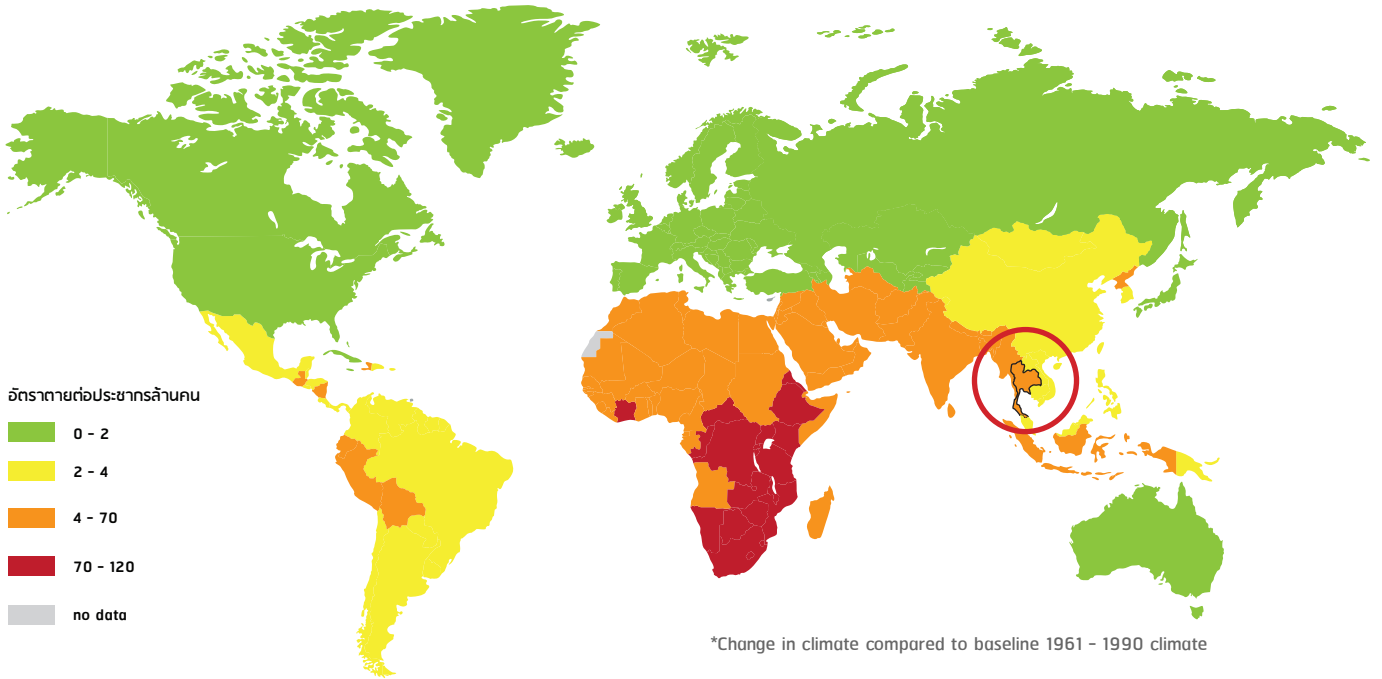 อัตราตายต่อประชากรล้านคน
0 - 2
2 - 4
4 - 70
70 - 120
no data
*Change in climate compared to baseline 1961 - 1990 climate